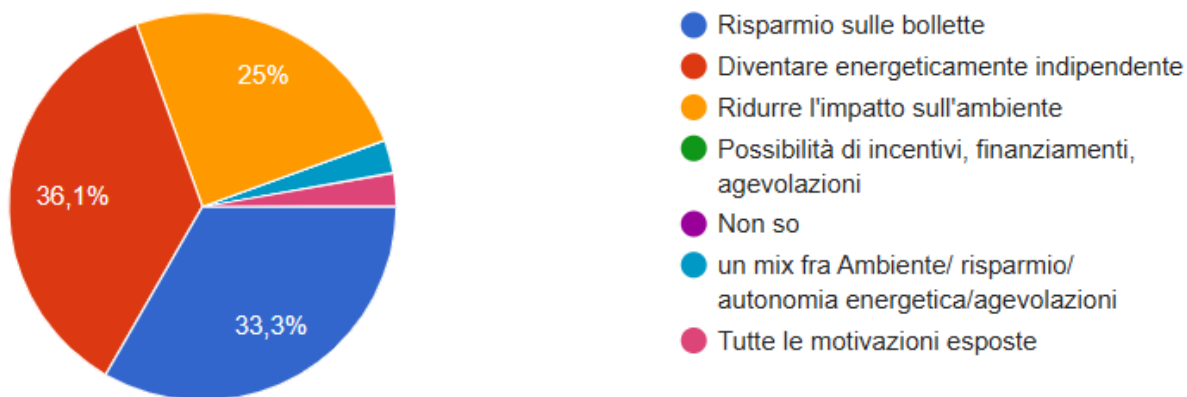 25%
36,1%
33,3%
Risparmio sulle bollette
Diventare energeticamente indipendente
Ridurre l'impatto sull'ambiente
Possibilità di incentivi, finanziamenti,
agevolazioni
Non so
un mix fra Ambiente/ risparmio/
autonomia energetica/agevolazioni
Tutte le motivazioni esposte